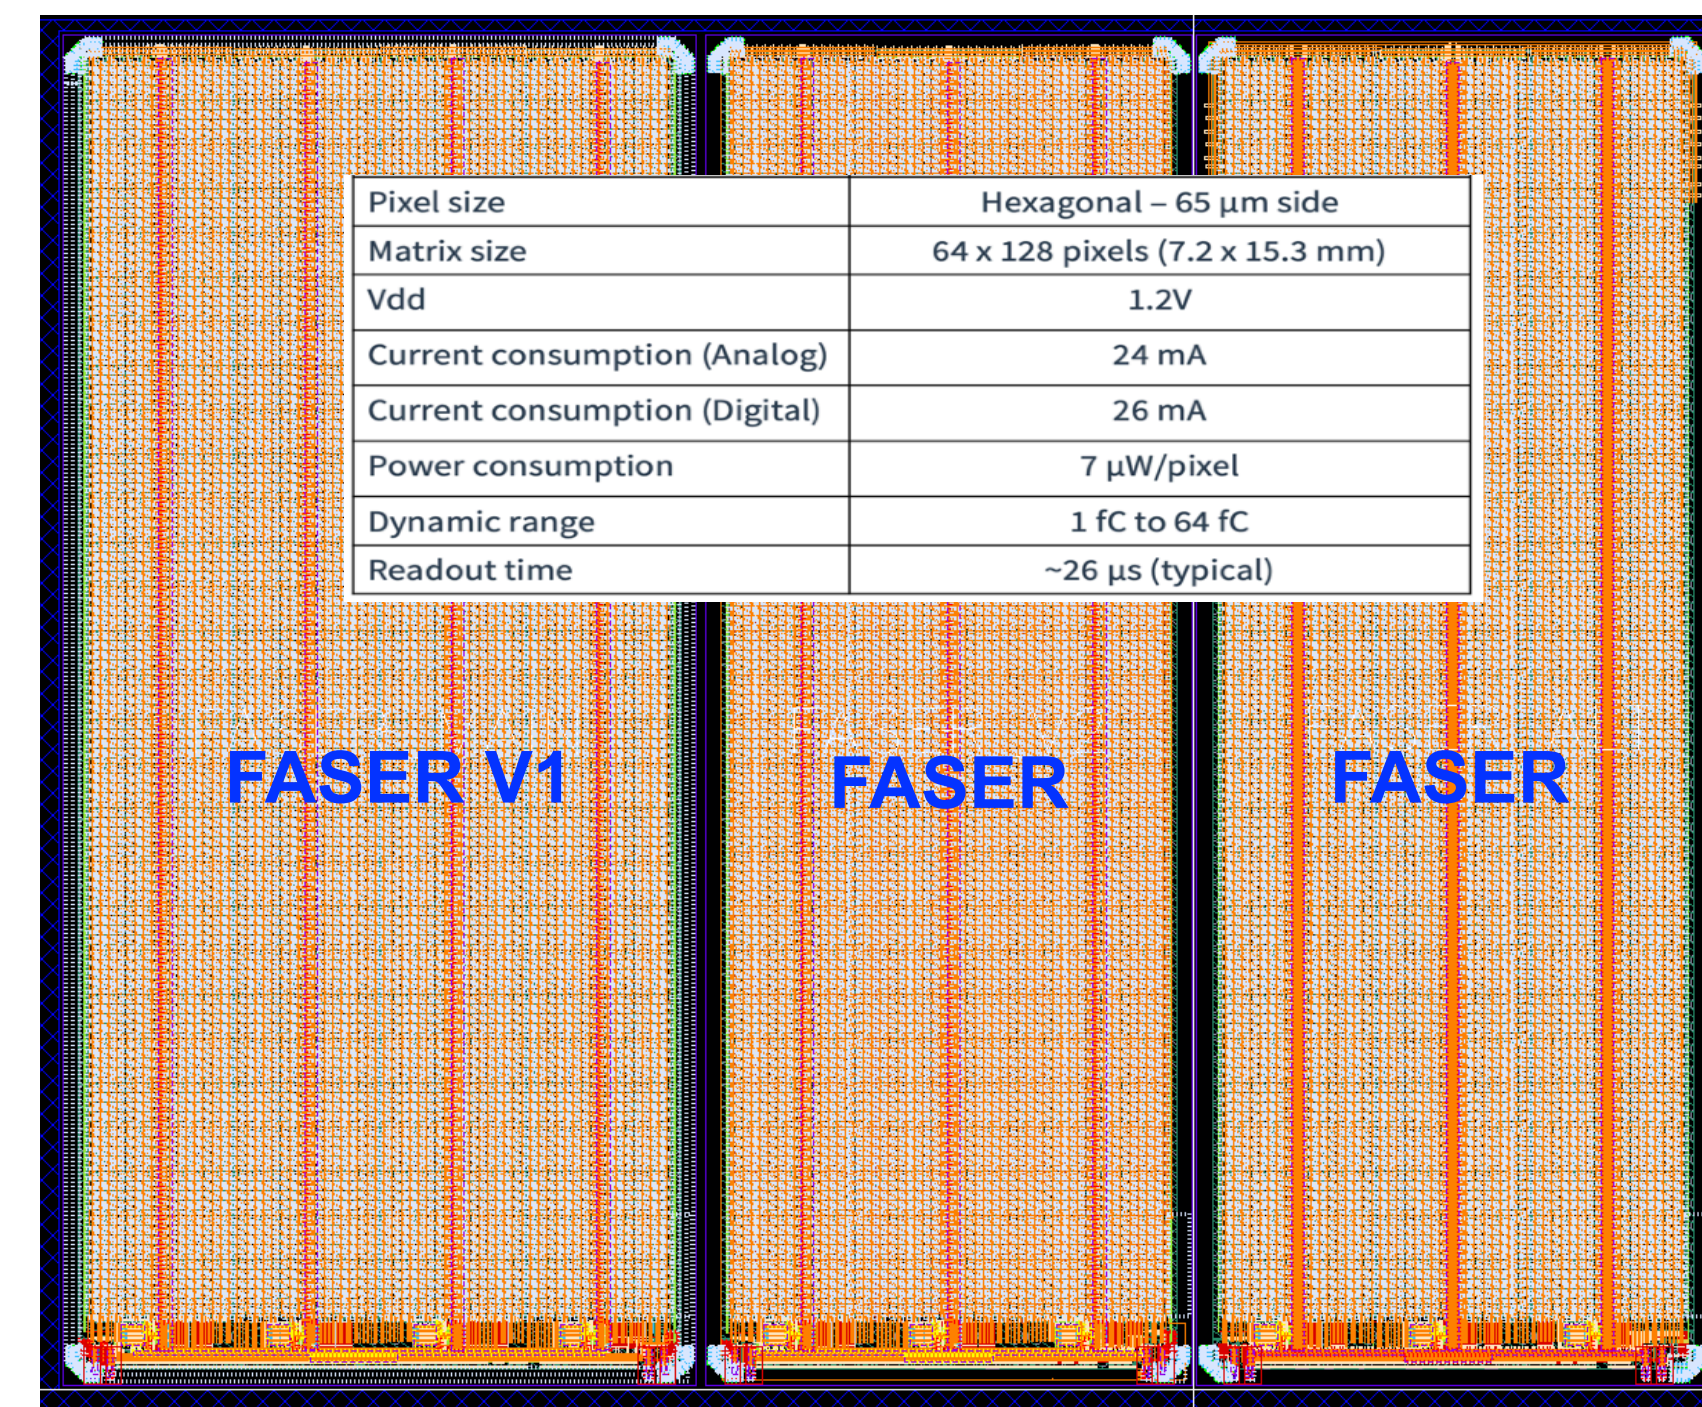 Pixel size Hexagonal – 65 µm side
Matrix size 64 x 128 pixels (7.2 x 15.3 mm)
Vdd 1.2V
Current consumption (Analog) 24 mA
Current consumption (Digital) 26 mA
Power consumption 7 µW/pixel
Dynamic range 1 fC to 64 fC
Readout time ~26 µs (typical)
FASER V1 FASER FASER